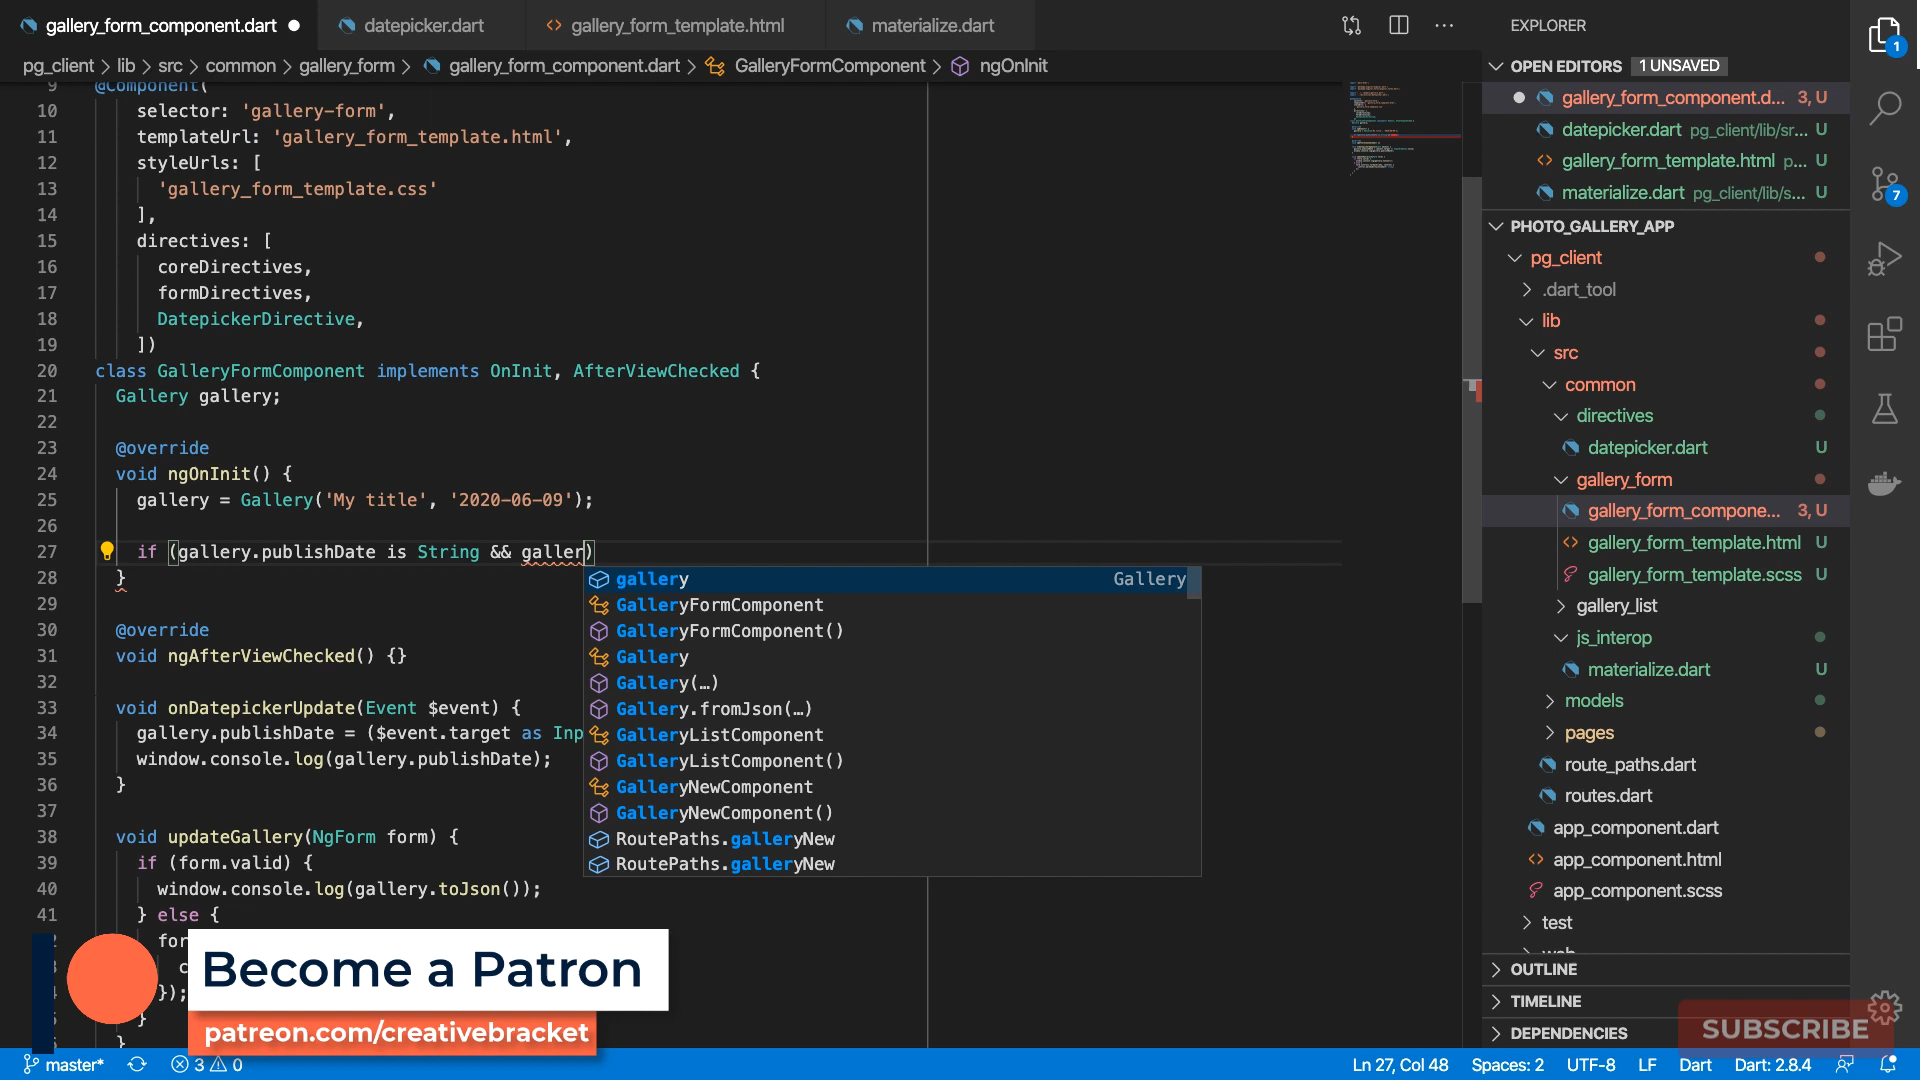 gallery_form_component.dart
datepicker.dart
gallery_form_template.html
materialize.dart
EXPLORER
pg_client > lib > src > common > gallery_form > gallery_form_component.dart > GalleryFormComponent > ngOnInit
9 @Component(
10 selector: 'gallery-form',
11 templateUrl: 'gallery_form_template.html',
12 styleUrls: [
13 'gallery_form_template.css'
14 ],
15 directives: [
16 coreDirectives,
17 formDirectives,
18 DatepickerDirective,
19 ])
20 class GalleryFormComponent implements OnInit, AfterViewChecked {
21 Gallery gallery;
22
23 @override
24 void ngOnInit() {
25 gallery = Gallery('My title', '2020-06-09');
26
27 if (gallery.publishDate is String && galler)
28 }
29
30 @override
31 void ngAfterViewChecked() {}
32
33 void onDatepickerUpdate(Event $event) {
34 gallery.publishDate = ($event.target as Inp
35 window.console.log(gallery.publishDate);
36 }
37
38 void updateGallery(NgForm form) {
39 if (form.valid) {
40 window.console.log(gallery.toJson());
41 } else {
for
c
});
}
}
gallery Gallery
GalleryFormComponent
GalleryFormComponent()
Gallery
Gallery(…)
Gallery.fromJson(…)
GalleryListComponent
GalleryListComponent()
GalleryNewComponent
GalleryNewComponent()
RoutePaths.galleryNew
RoutePaths.galleryNew
Become a Patron
patreon.com/creativebracket
OPEN EDITORS 1 UNSAVED
gallery_form_component.d... 3, U
datepicker.dart pg_client/lib/sr... U
gallery_form_template.html p... U
materialize.dart pg_client/lib/s... U
PHOTO_GALLERY_APP
pg_client
.dart_tool
lib
src
common
directives
datepicker.dart U
gallery_form
gallery_form_compone... 3, U
gallery_form_template.html U
gallery_form_template.scss U
gallery_list
js_interop
materialize.dart U
models
pages
route_paths.dart
routes.dart
app_component.dart
app_component.html
app_component.scss
test
OUTLINE
TIMELINE
DEPENDENCIES
SUBSCRIBE
1
7
master* 3 0
Ln 27, Col 48 Spaces: 2 UTF-8 LF Dart Dart: 2.8.4